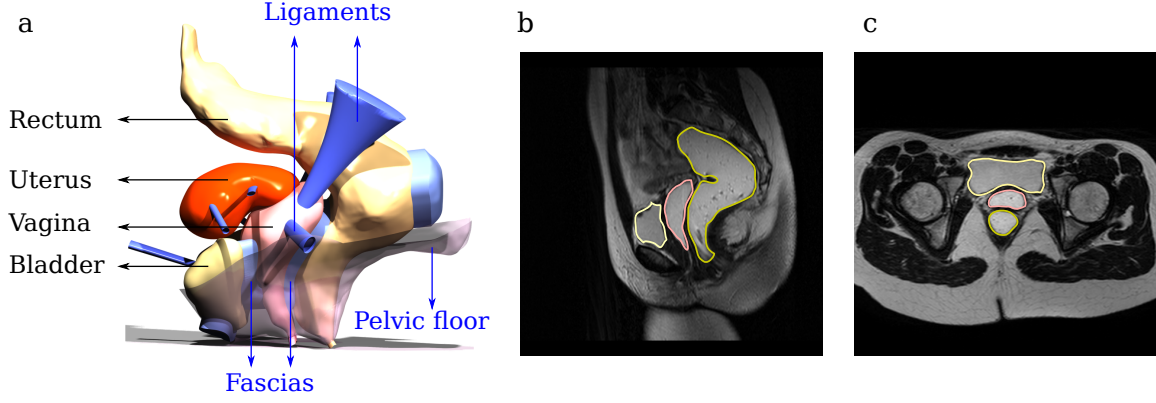 a
Ligaments
b
c
Rectum
Uterus
Vagina
Bladder
Pelvic floor
Fascias